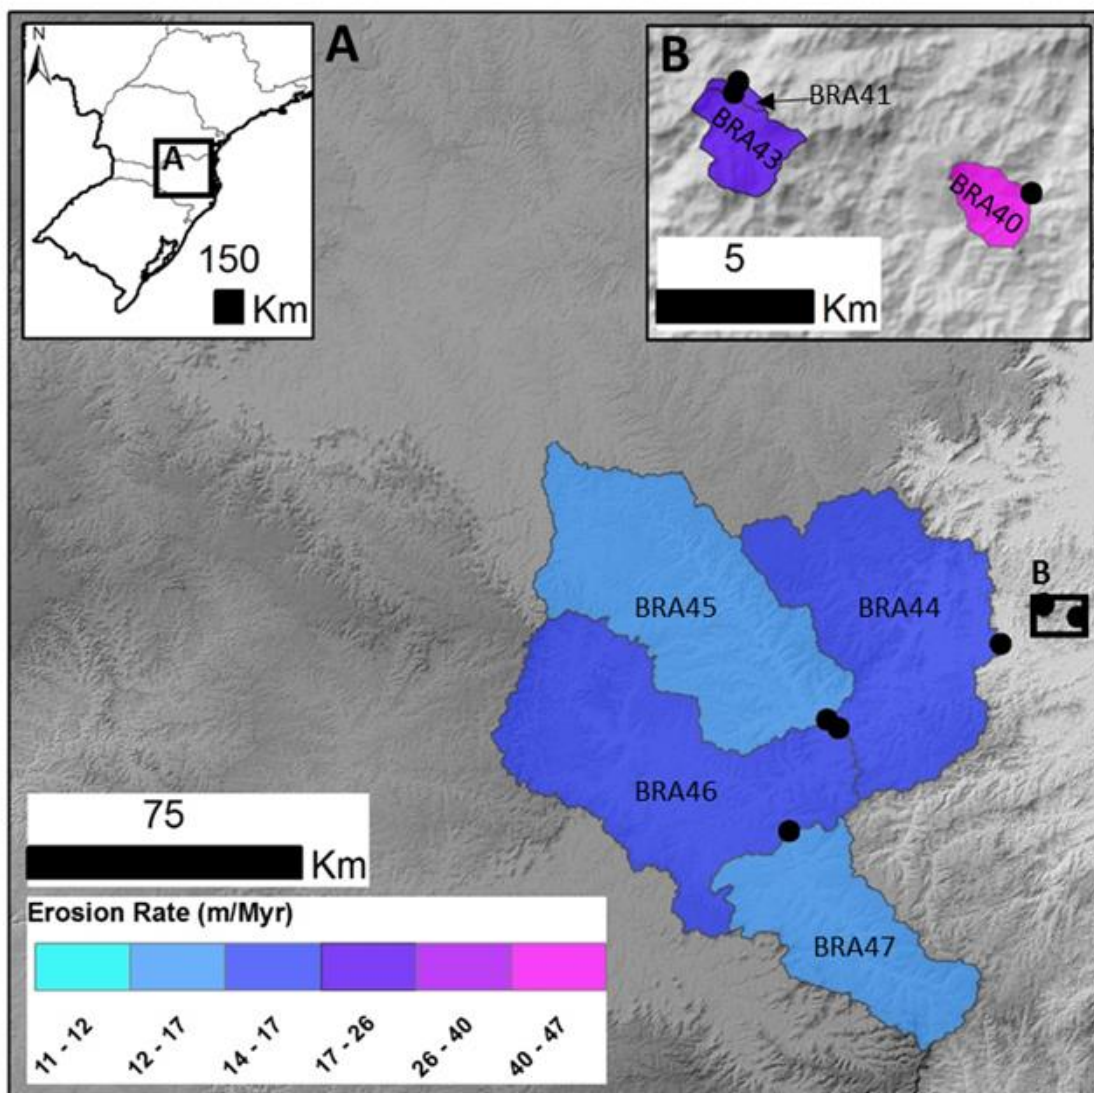 N
A
A
150
Km
B
BRA41
BRA43
BRA40
5
Km
BRA45
BRA44
B
BRA46
BRA47
75
Km
Erosion Rate (m/Myr)
11 - 12
12 - 17
14 - 17
17 - 26
26 - 40
40 - 47